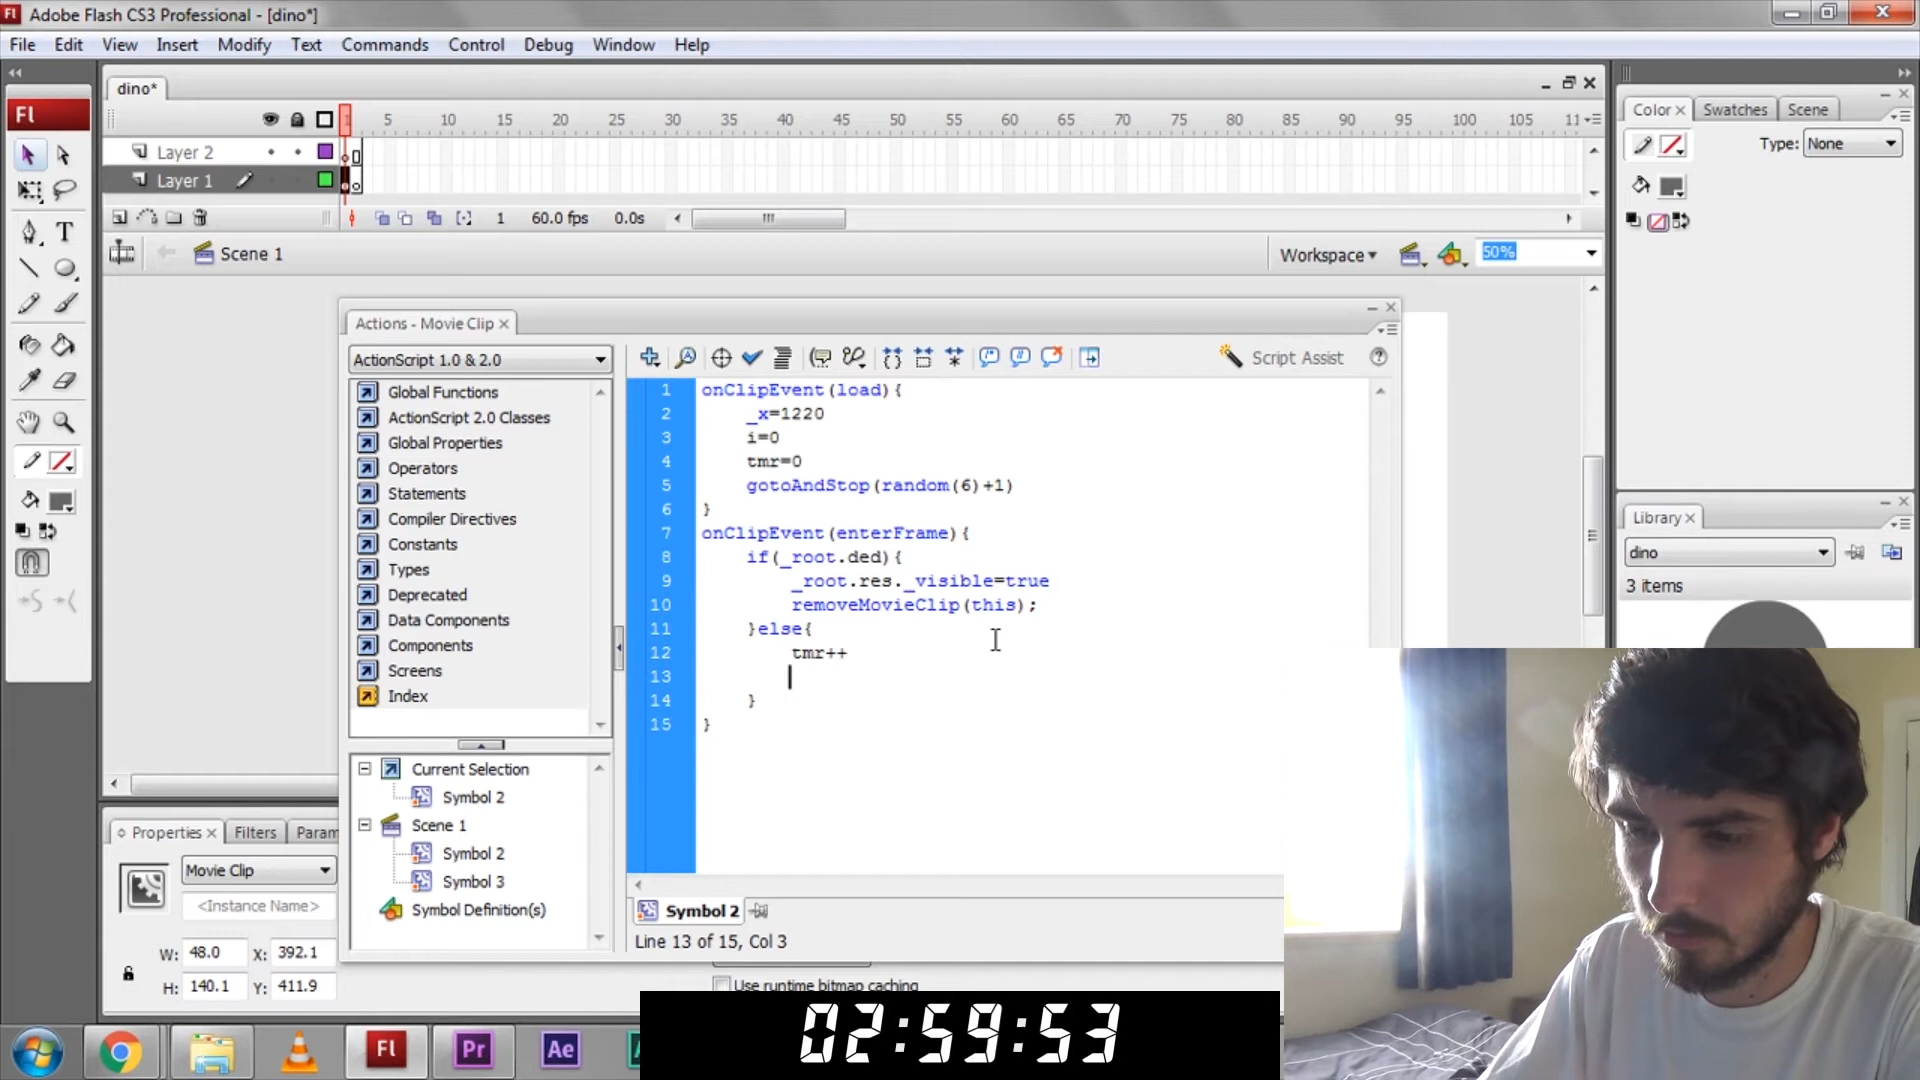 Fl Adobe Flash CS3 Professional - [dino*]
File Edit View Insert Modify Text Commands Control Debug Window Help
dino*
Fl
1 5 10 15 20 25 30 35 40 45 50 55 60 65 70 75 80 85 90 95 100 105 11
Layer 2
Layer 1
1 60.0 fps 0.0s
Scene 1
Workspace
50%
Color Swatches Scene
Type: None
Actions - Movie Clip
ActionScript 1.0 & 2.0
Global Functions
ActionScript 2.0 Classes
Global Properties
Operators
Statements
Compiler Directives
Constants
Types
Deprecated
Data Components
Components
Screens
Index
Script Assist
1 onClipEvent(load){
2 _x=1220
3 i=0
4 tmr=0
5 gotoAndStop(random(6)+1)
6 }
7 onClipEvent(enterFrame){
8 if(_root.ded){
9 _root.res._visible=true
10 removeMovieClip(this);
11 }else{
12 tmr++
13
14 }
15 }
Current Selection
Symbol 2
Scene 1
Symbol 2
Symbol 3
Symbol Definition(s)
Symbol 2
Line 13 of 15, Col 3
Library
dino
3 items
Properties Filters Param
Movie Clip
<Instance Name>
W: 48.0 X: 392.1
H: 140.1 Y: 411.9
Use runtime bitmap caching
Fl Pr Ae
02:59:53